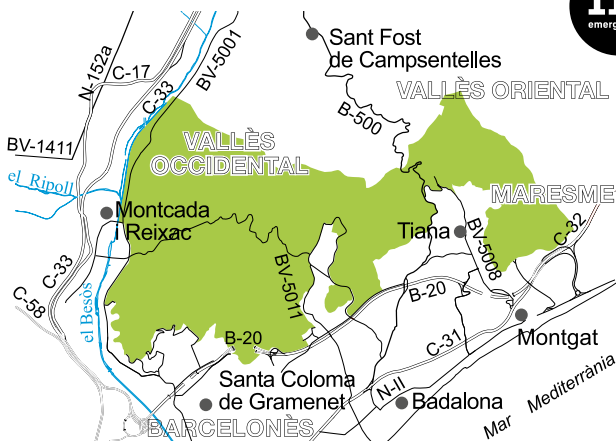 emerg
Sant Fost
de Campsentelles
N-152a
C-17
BV-5001
C-33
B-500
VALLÈS ORIENTAL
BV-1411
VALLÈS
OCCIDENTAL
el Ripoll
MARESME
Montcada
i Reixac
Tiana
BV-5008
C-32
C-33
BV-5011
C-58
el Besòs
B-20
B-20
C-31
Montgat
Santa Coloma
de Gramenet
N-II
Badalona
Mar Mediterrània
BARCELONÈS